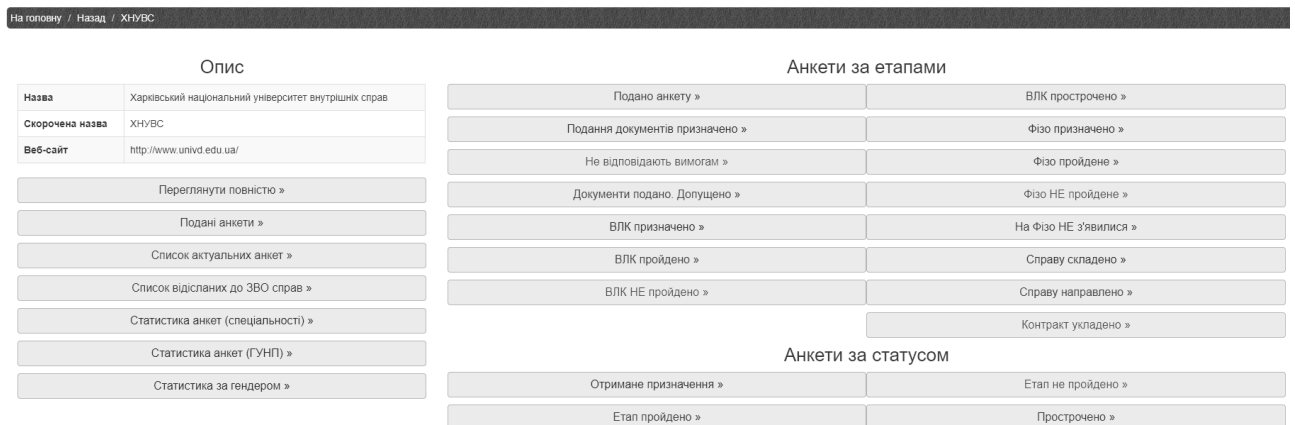 На головну / Назад / ХНУВС
Опис
Назва Харківський національний університет внутрішніх справ
Скорочена назва ХНУВС
Веб-сайт http://www.univd.edu.ua/
Переглянути повністю »
Подані анкети »
Список актуальних анкет »
Список відісланих до ЗВО справ »
Статистика анкет (спеціальності) »
Статистика анкет (ГУНП) »
Статистика за гендером »
Анкети за етапами
Подано анкету » ВЛК прострочено »
Подання документів призначено » Фізо призначено »
Не відповідають вимогам » Фізо пройдене »
Документи подано. Допущено » Фізо НЕ пройдене »
ВЛК призначено » На Фізо НЕ з'явилися »
ВЛК пройдено » Справу складено »
ВЛК НЕ пройдено » Справу направлено »
Контракт укладено »
Анкети за статусом
Отримане призначення » Етап не пройдено »
Етап пройдено » Прострочено »